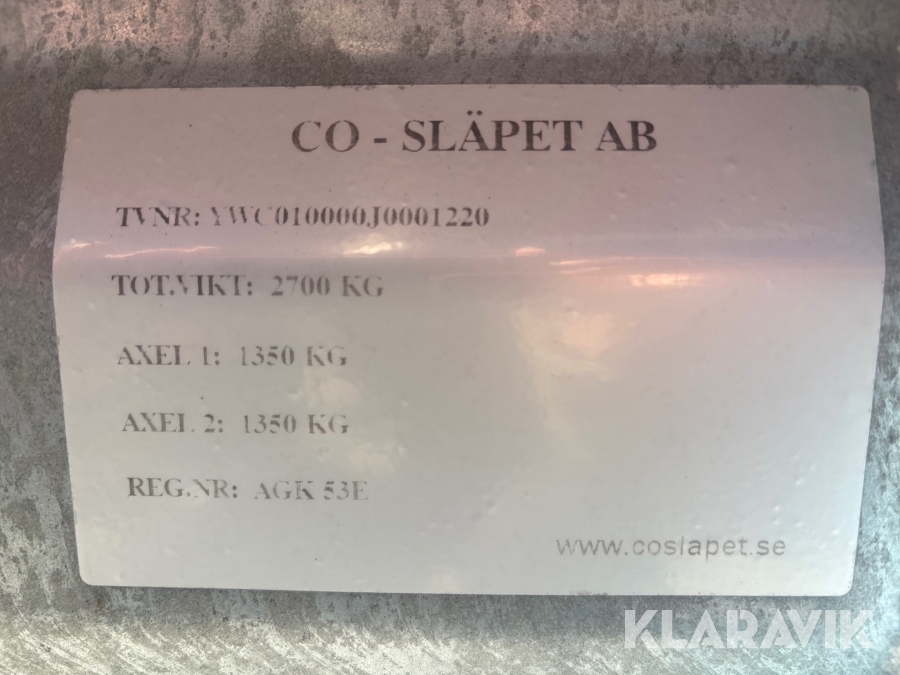 CO - SLÄPET AB
TVNR: YWC010000J0001220
TOT.VIKT: 2700 KG
AXEL 1: 1350 KG
AXEL 2: 1350 KG
REG.NR: AGK 53E
www.coslapet.se
KLARAVIK